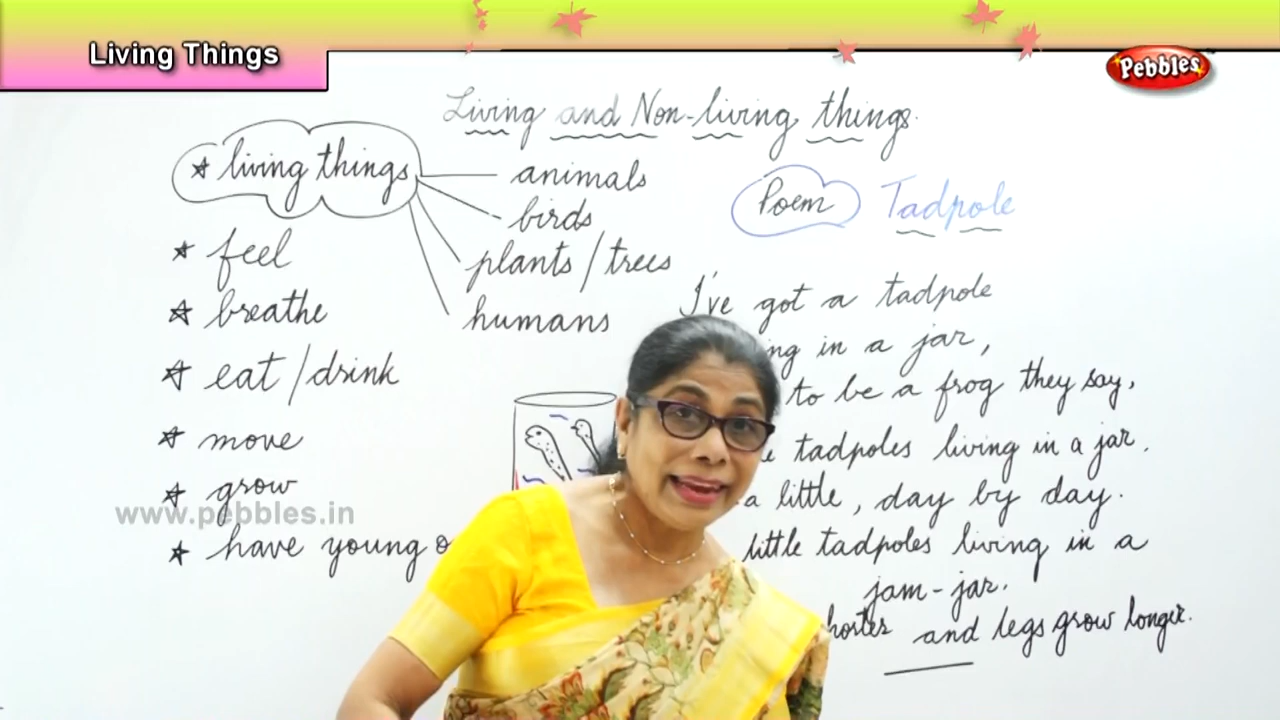 Living Things
Pebbles
Living and Non-living things.
living things
animals
birds
plants/trees
humans
feel
breathe
eat/drink
move
grow
have young
www.pebbles.in
Poem Tadpole
I've got a tadpole
in a jar,
to be a frog they say,
tadpoles living in a jar.
a little, day by day.
little tadpoles living in a
jam-jar.
and legs grow longer.